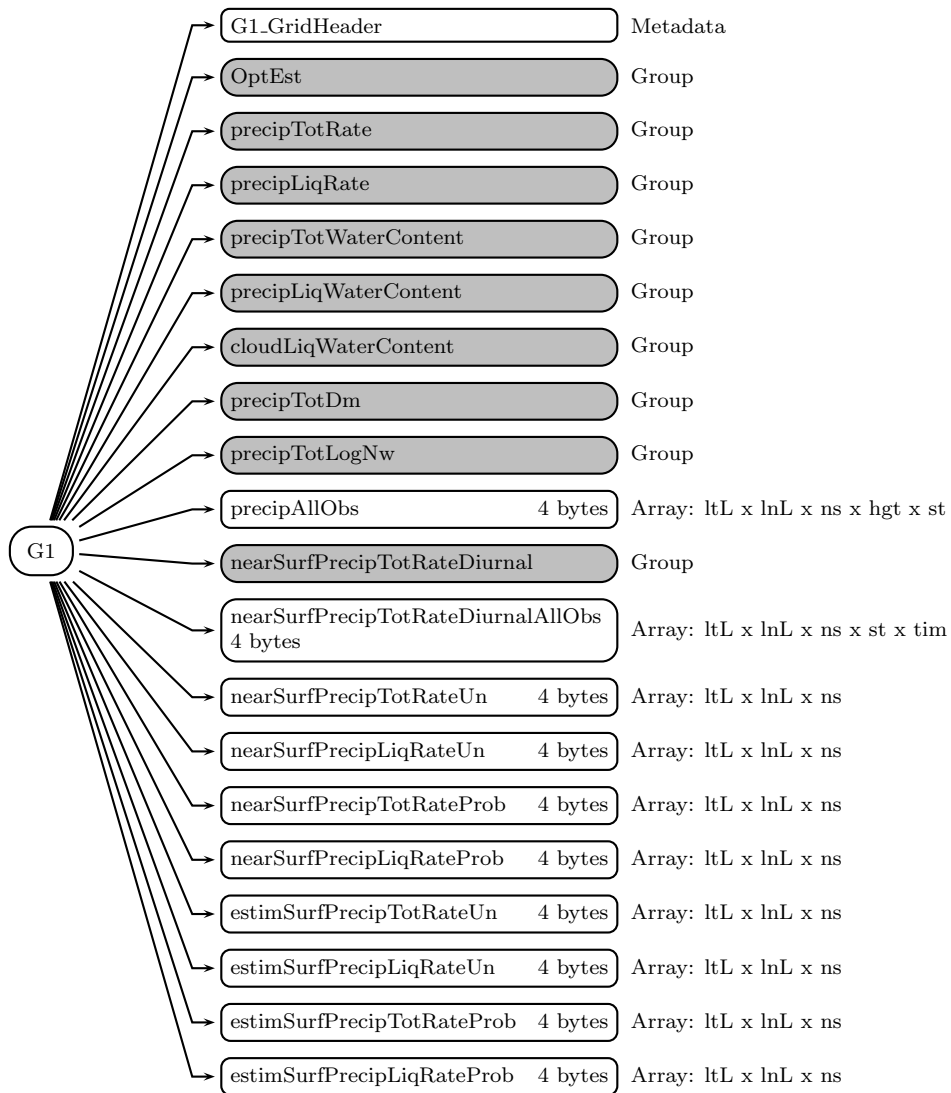 G1_GridHeader Metadata
OptEst Group
precipTotRate Group
precipLiqRate Group
precipTotWaterContent Group
precipLiqWaterContent Group
cloudLiqWaterContent Group
precipTotDm Group
precipTotLogNw Group
precipAllObs 4 bytes Array: ltL x lnL x ns x hgt x st
G1
nearSurfPrecipTotRateDiurnal Group
nearSurfPrecipTotRateDiurnalAllObs
4 bytes
Array: ltL x lnL x ns x st x tim
nearSurfPrecipTotRateUn 4 bytes Array: ltL x lnL x ns
nearSurfPrecipLiqRateUn 4 bytes Array: ltL x lnL x ns
nearSurfPrecipTotRateProb 4 bytes Array: ltL x lnL x ns
nearSurfPrecipLiqRateProb 4 bytes Array: ltL x lnL x ns
estimSurfPrecipTotRateUn 4 bytes Array: ltL x lnL x ns
estimSurfPrecipLiqRateUn 4 bytes Array: ltL x lnL x ns
estimSurfPrecipTotRateProb 4 bytes Array: ltL x lnL x ns
estimSurfPrecipLiqRateProb 4 bytes Array: ltL x lnL x ns